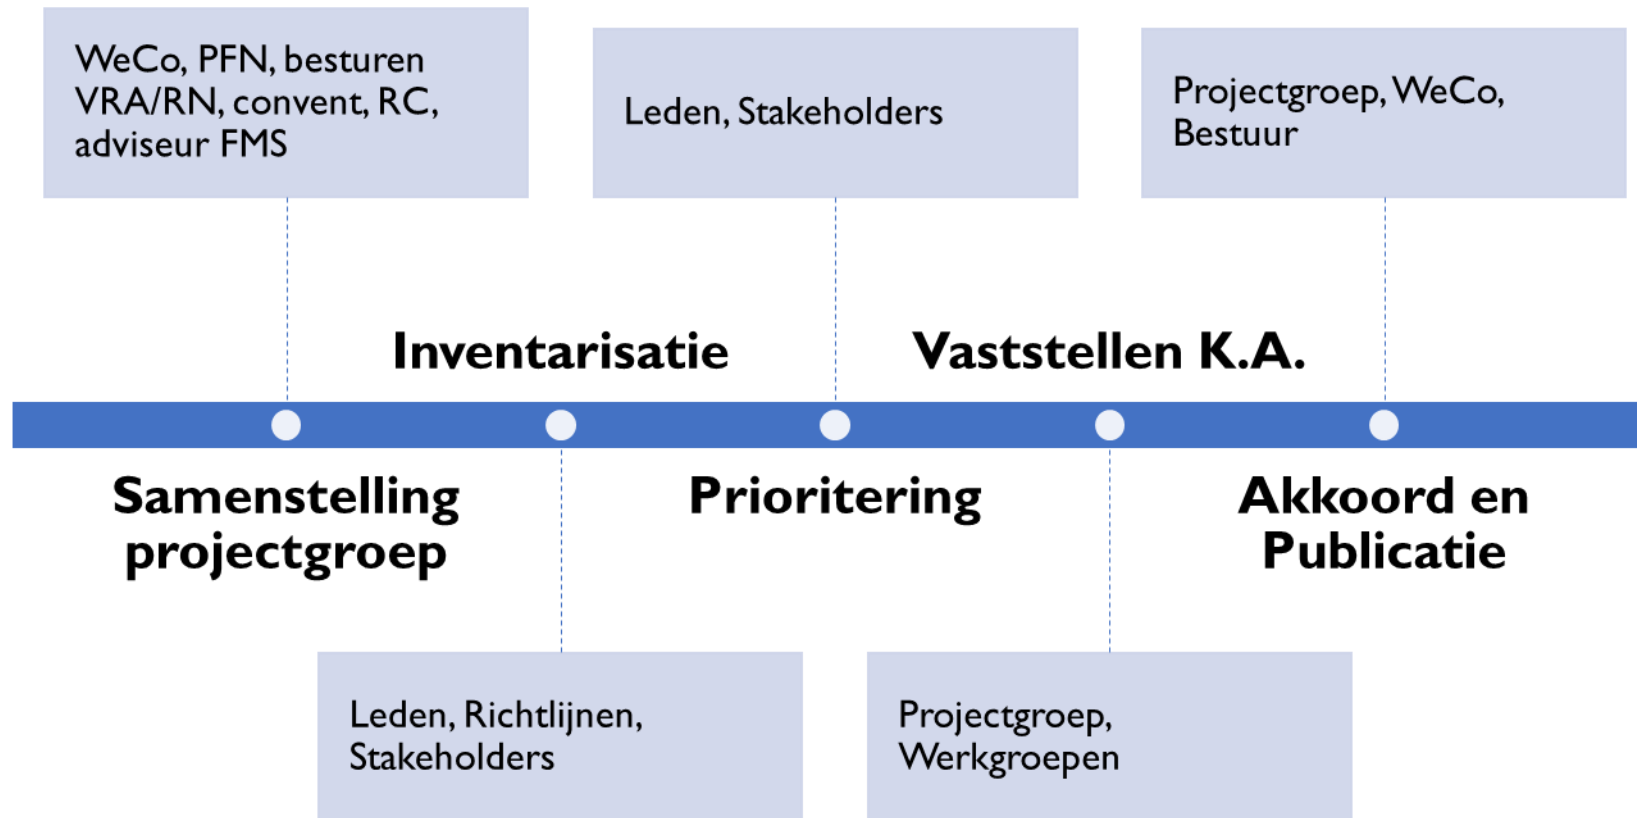 WeCo, PFN, besturen
VRA/RN, convent, RC,
adviseur FMS
Leden, Stakeholders
Projectgroep, WeCo,
Bestuur
Inventarisatie
Vaststellen K.A.
Samenstelling
projectgroep
Prioritering
Akkoord en
Publicatie
Leden, Richtlijnen,
Stakeholders
Projectgroep,
Werkgroepen